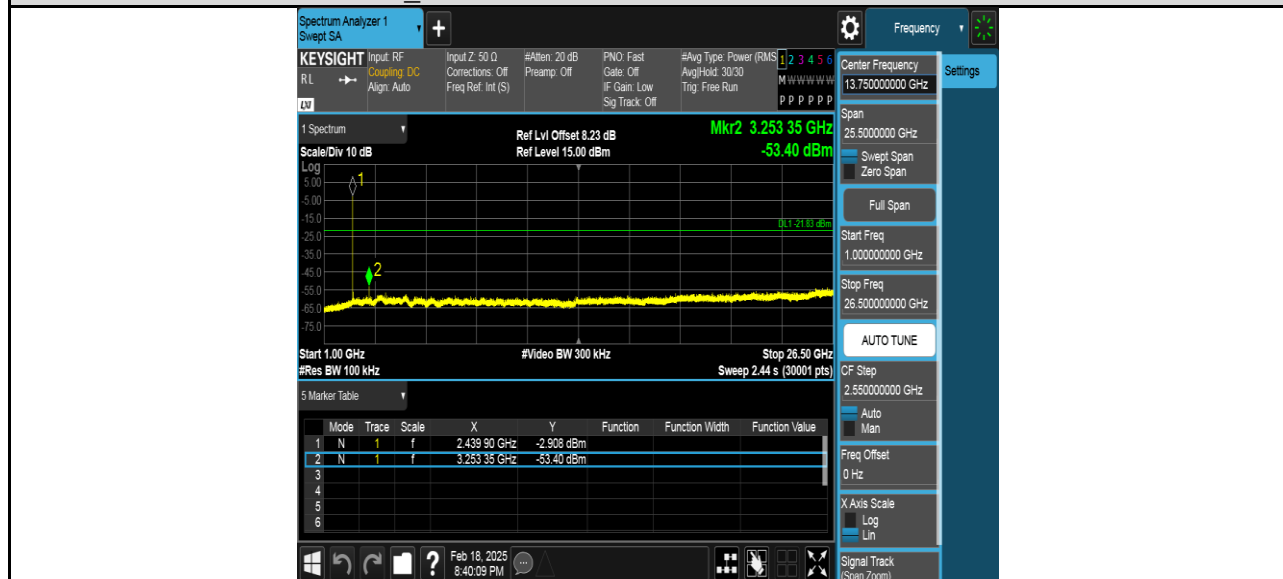 Spectrum Analyzer 1
Swept SA
+
Frequency
KEYSIGHT
RL
LXI
Input: RF
Coupling: DC
Align: Auto
Input Z: 50 Ω
Corrections: Off
Freq Ref: Int (S)
#Atten: 20 dB
Preamp: Off
PNO: Fast
Gate: Off
IF Gain: Low
Sig Track: Off
#Avg Type: Power (RMS
Avg|Hold: 30/30
Trig: Free Run
1 2 3 4 5 6
M W W W W W
P P P P P P
1 Spectrum
Scale/Div 10 dB
Ref Lvl Offset 8.23 dB
Ref Level 15.00 dBm
Mkr2 3.253 35 GHz
-53.40 dBm
Log
5.00
-5.00
-15.0
-25.0
-35.0
-45.0
-55.0
-65.0
-75.0
1
2
DL1 -21.83 dBm
Start 1.00 GHz
#Res BW 100 kHz
#Video BW 300 kHz
Stop 26.50 GHz
Sweep 2.44 s (30001 pts)
5 Marker Table
Mode Trace Scale X Y Function Function Width Function Value
1 N 1 f 2.439 90 GHz -2.908 dBm
2 N 1 f 3.253 35 GHz -53.40 dBm
3
4
5
6
?
Feb 18, 2025
8:40:09 PM
Center Frequency
13.750000000 GHz
Settings
Span
25.5000000 GHz
Swept Span
Zero Span
Full Span
Start Freq
1.000000000 GHz
Stop Freq
26.500000000 GHz
AUTO TUNE
CF Step
2.550000000 GHz
Auto
Man
Freq Offset
0 Hz
X Axis Scale
Log
Lin
Signal Track
(Span Zoom)